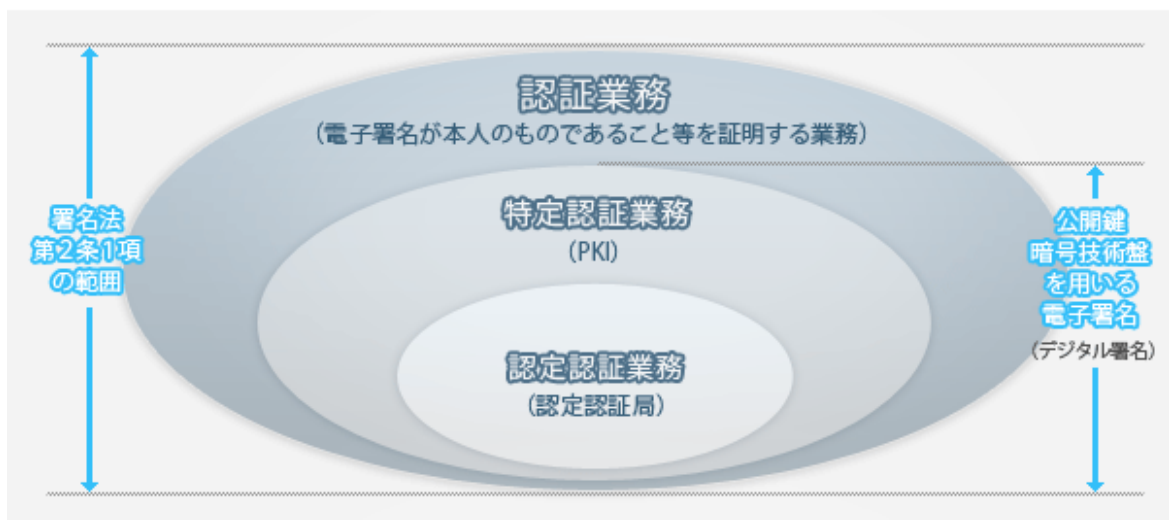 認証業務
（電子署名が本人のものであること等を証明する業務）
特定認証業務
（PKI）
認定認証業務
（認定認証局）
署名法
第2条1項
の範囲
公開鍵
暗号技術盤
を用いる
電子署名
（デジタル署名）